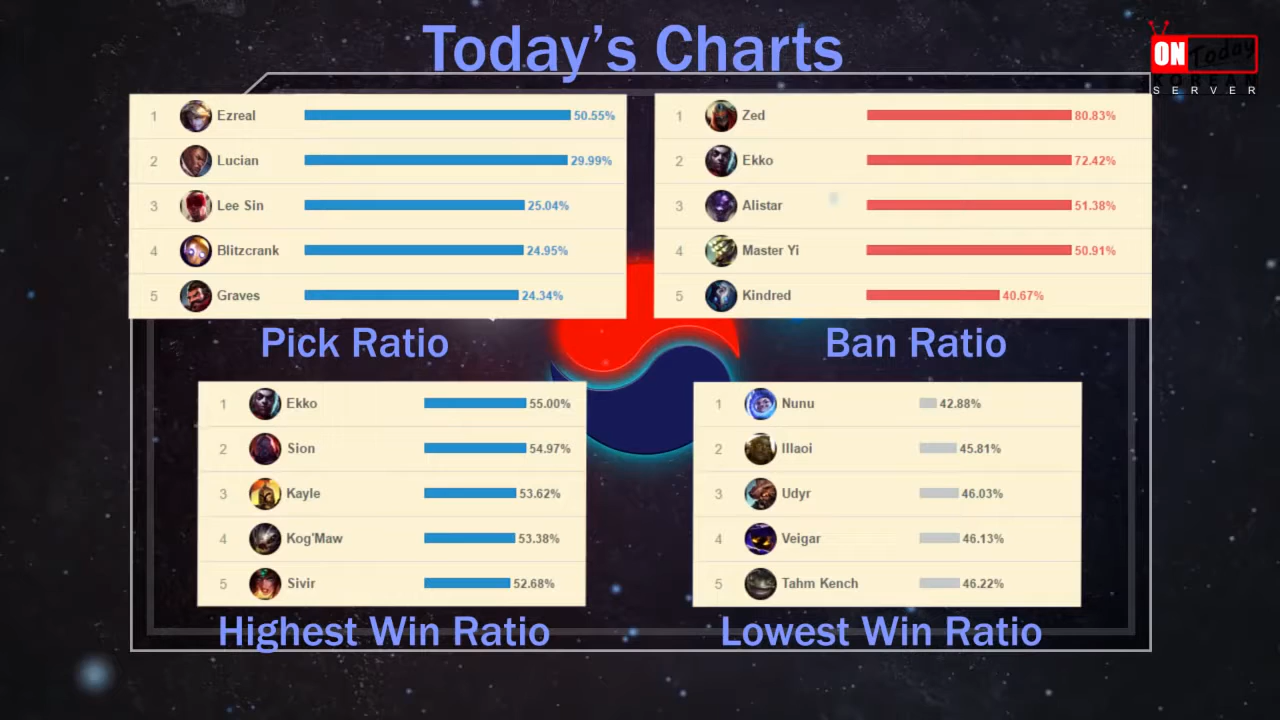 Today's Charts
ON Today
KOREAN
SERVER
1 Ezreal 50.55%
2 Lucian 29.99%
3 Lee Sin 25.04%
4 Blitzcrank 24.95%
5 Graves 24.34%
Pick Ratio
1 Zed 80.83%
2 Ekko 72.42%
3 Alistar 51.38%
4 Master Yi 50.91%
5 Kindred 40.67%
Ban Ratio
1 Ekko 55.00%
2 Sion 54.97%
3 Kayle 53.62%
4 Kog'Maw 53.38%
5 Sivir 52.68%
Highest Win Ratio
1 Nunu 42.88%
2 Illaoi 45.81%
3 Udyr 46.03%
4 Veigar 46.13%
5 Tahm Kench 46.22%
Lowest Win Ratio